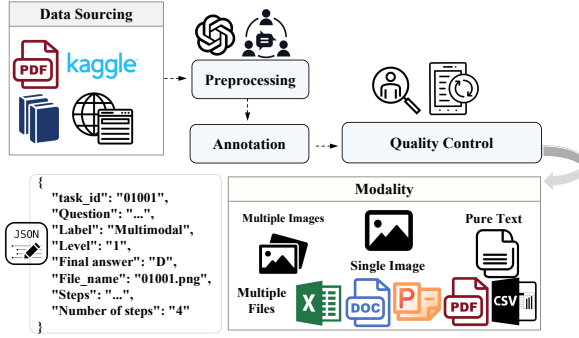 Data Sourcing
PDF
kaggle
Preprocessing
Annotation
Quality Control
JSON
{
"task_id": "01001",
"Question": "...",
"Label": "Multimodal",
"Level": "1",
"Final answer": "D",
"File_name": "01001.png",
"Steps": "...",
"Number of steps": "4"
}
Modality
Multiple Images
Single Image
Pure Text
Multiple
Files
X
DOC
P
PDF
CSV